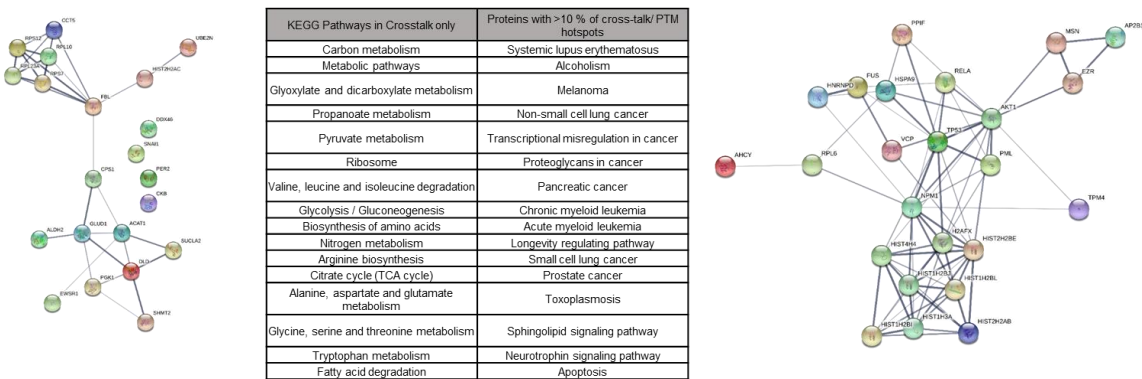 CCT5
RPS12
RPL18
RPL23A
RPS7
UBE2N
HIST2H2AC
FBL
DDX46
SNAI1
PER2
CKB
CPS1
ALDH2
GLUD1
ACAT1
SUCLA2
DLD
PGK1
EWSR1
SHMT2
KEGG Pathways in Crosstalk only
Proteins with >10 % of cross-talk/ PTM
hotspots
Carbon metabolism
Systemic lupus erythematosus
Metabolic pathways
Alcoholism
Glyoxylate and dicarboxylate metabolism
Melanoma
Propanoate metabolism
Non-small cell lung cancer
Pyruvate metabolism
Transcriptional misregulation in cancer
Ribosome
Proteoglycans in cancer
Valine, leucine and isoleucine degradation
Pancreatic cancer
Glycolysis / Gluconeogenesis
Chronic myeloid leukemia
Biosynthesis of amino acids
Acute myeloid leukemia
Nitrogen metabolism
Longevity regulating pathway
Arginine biosynthesis
Small cell lung cancer
Citrate cycle (TCA cycle)
Prostate cancer
Alanine, aspartate and glutamate
metabolism
Toxoplasmosis
Glycine, serine and threonine metabolism
Sphingolipid signaling pathway
Tryptophan metabolism
Neurotrophin signaling pathway
Fatty acid degradation
Apoptosis
PPIF
MSN
EZR
FUS
HSPA9
RELA
HNRNPD
AKT1
TP53
VCP
PML
AHCY
RPL6
NPM1
TPM4
H2AFX
HIST4H4
HIST2H2BE
HIST1H2BJ
HIST1H2BL
HIST1H3A
HIST2H2AB
HIST1H2BI